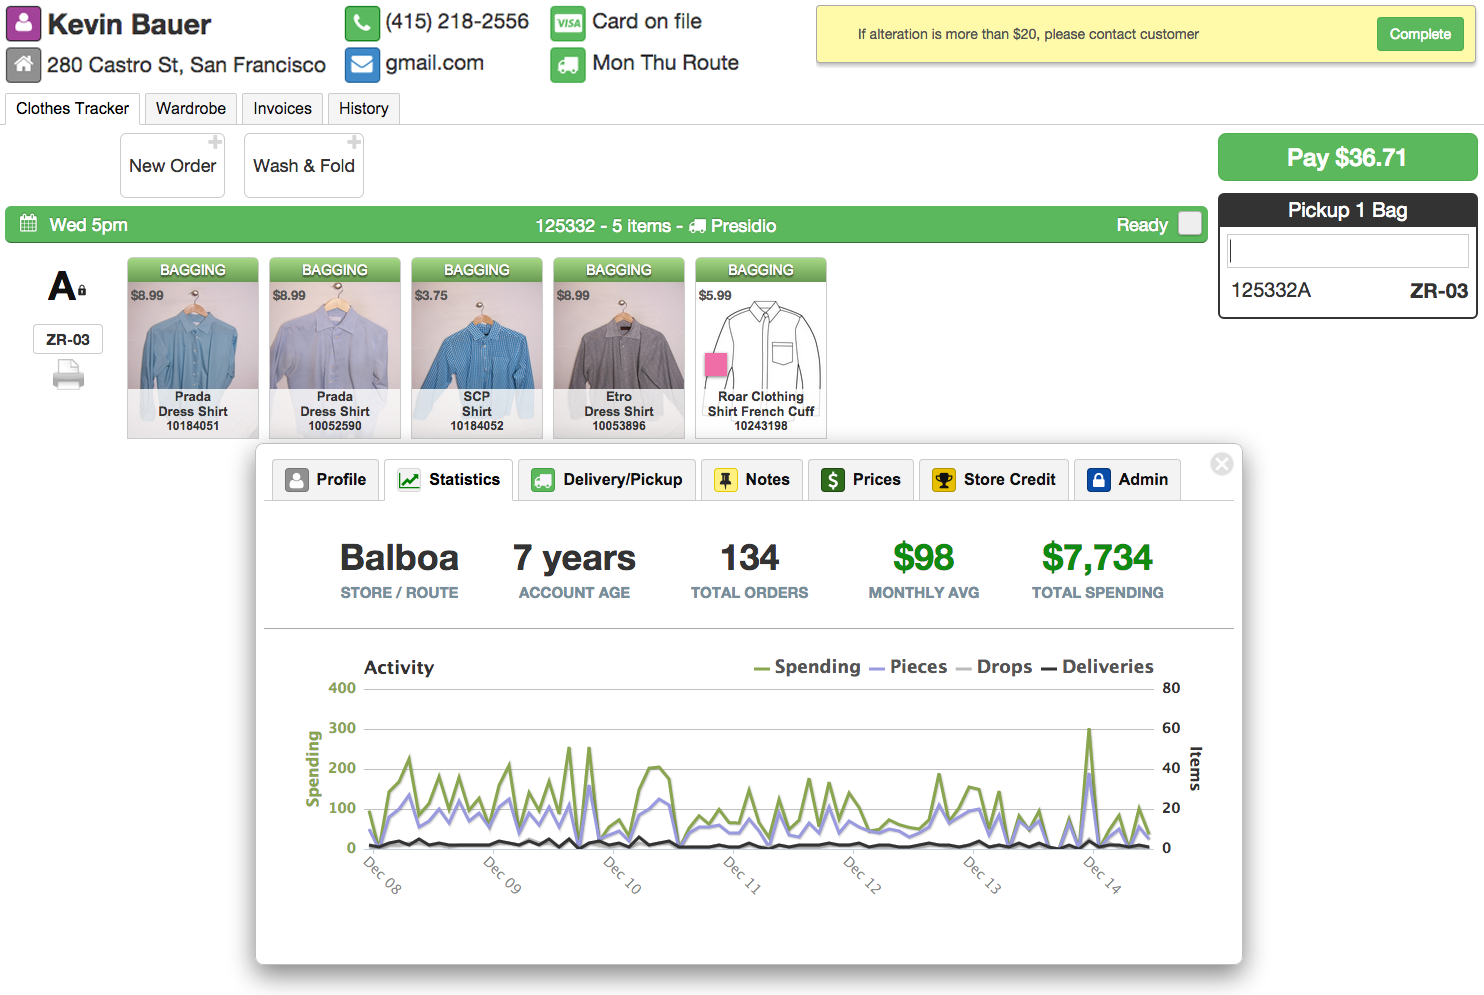 Kevin Bauer
(415) 218-2556
VISA Card on file
If alteration is more than $20, please contact customer
Complete
280 Castro St, San Francisco
gmail.com
Mon Thu Route
Clothes Tracker
Wardrobe
Invoices
History
New Order
Wash & Fold
Pay $36.71
Wed 5pm
125332 - 5 items - Presidio
Ready
Pickup 1 Bag
125332A
ZR-03
A
ZR-03
BAGGING
$8.99
Prada
Dress Shirt
10184051
BAGGING
$8.99
Prada
Dress Shirt
10052590
BAGGING
$3.75
SCP
Shirt
10184052
BAGGING
$8.99
Etro
Dress Shirt
10053896
BAGGING
$5.99
Roar Clothing
Shirt French Cuff
10243198
Profile
Statistics
Delivery/Pickup
Notes
$ Prices
Store Credit
Admin
Balboa
STORE / ROUTE
7 years
ACCOUNT AGE
134
TOTAL ORDERS
$98
MONTHLY AVG
$7,734
TOTAL SPENDING
Activity
Spending
Pieces
Drops
Deliveries
400
300
200
100
0
Spending
80
60
40
20
0
Items
Dec 08
Dec 09
Dec 10
Dec 11
Dec 12
Dec 13
Dec 14